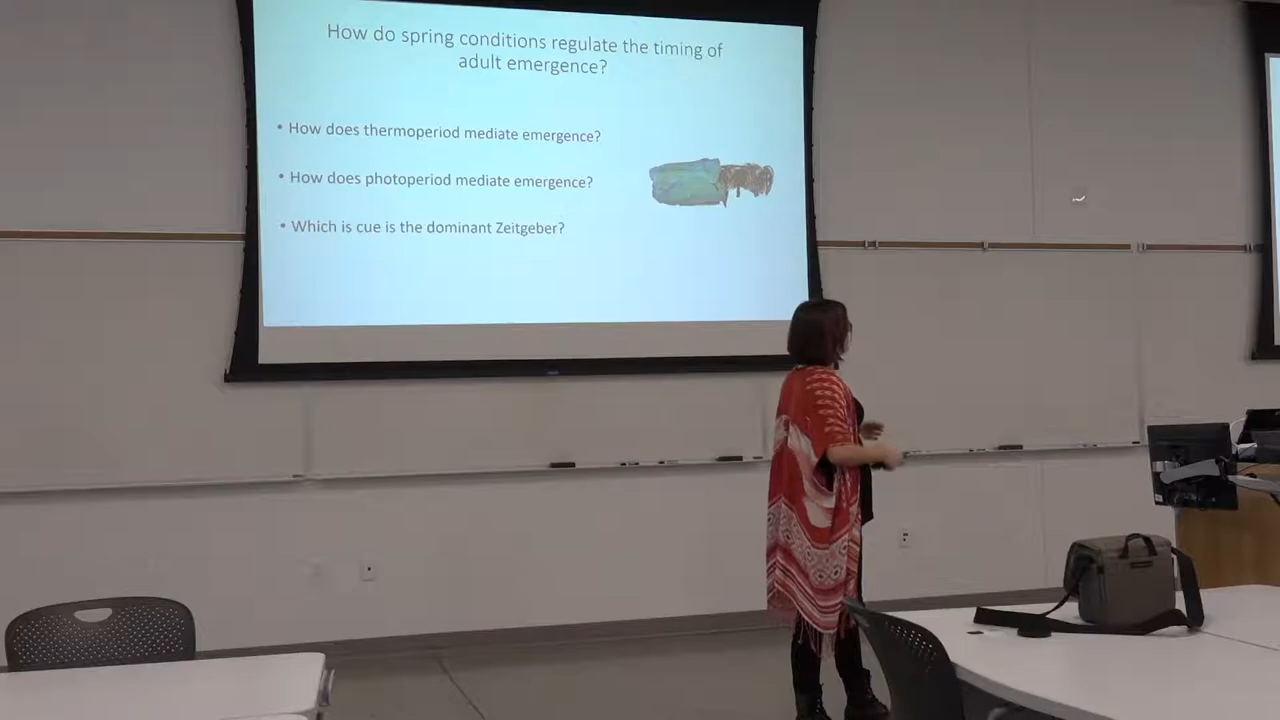 How do spring conditions regulate the timing of
adult emergence?
• How does thermoperiod mediate emergence?
• How does photoperiod mediate emergence?
• Which is cue is the dominant Zeitgeber?